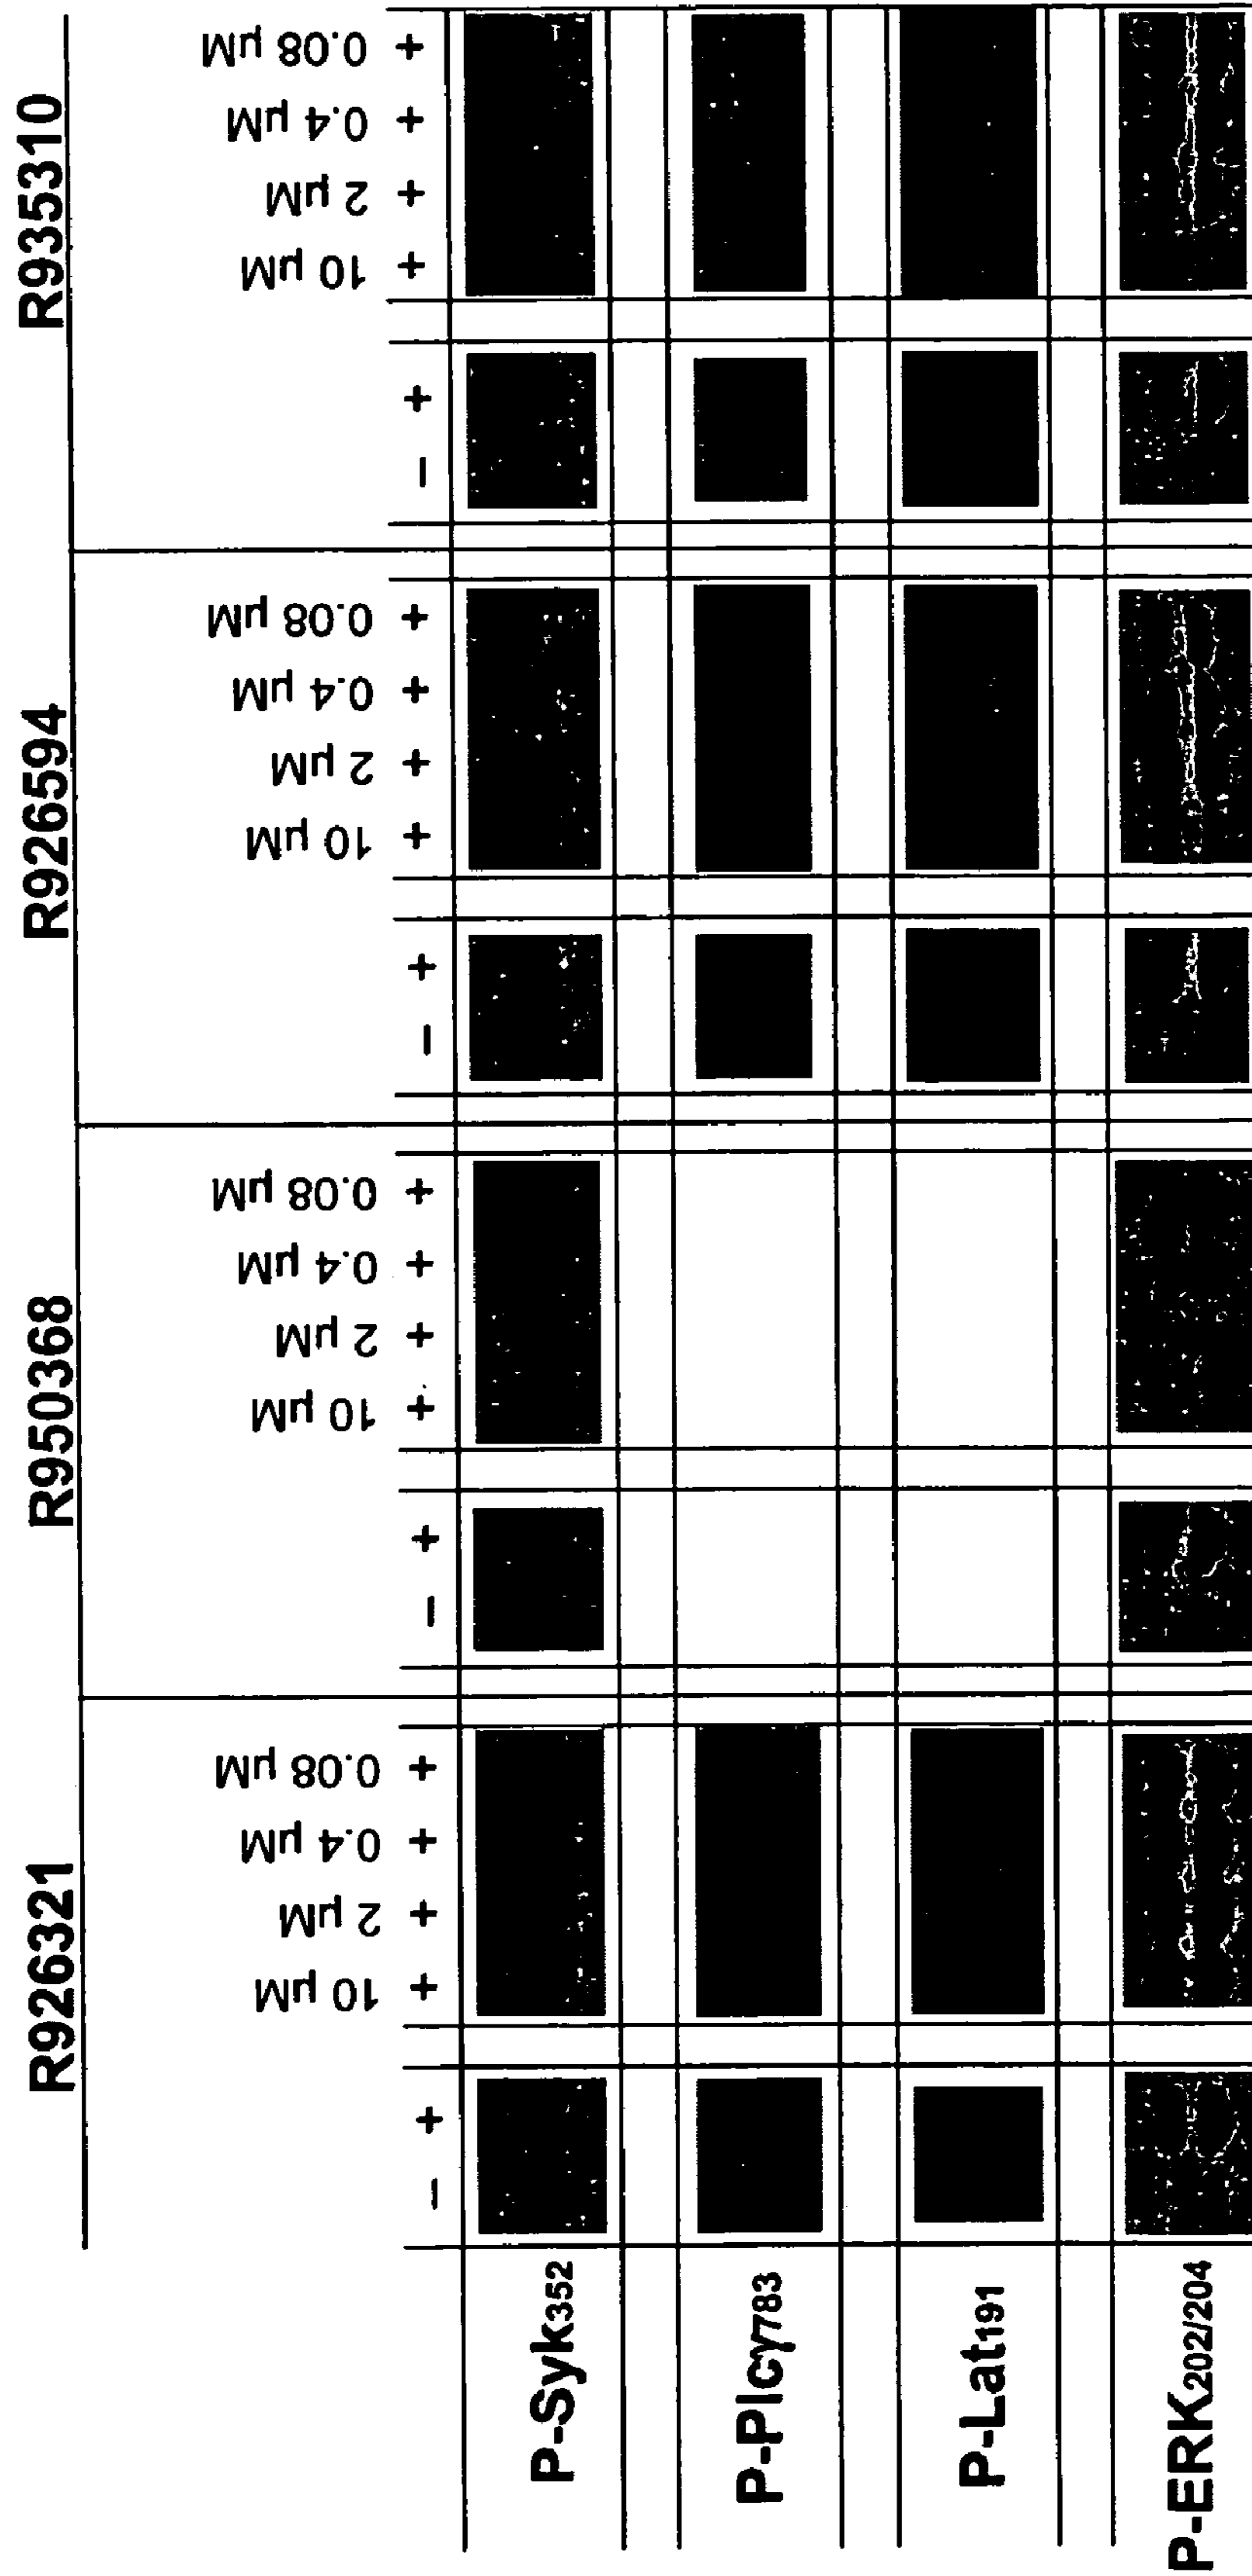 R926321 R950368 R926594 R935310
10 µM 2 µM 0.4 µM 0.08 µM 10 µM 2 µM 0.4 µM 0.08 µM 10 µM 2 µM 0.4 µM 0.08 µM 10 µM 2 µM 0.4 µM 0.08 µM
− + + + + + − + + + + + − + + + + + − + + + + +
P-Syk352
P-Plcγ783
P-Lat191
P-ERK202/204